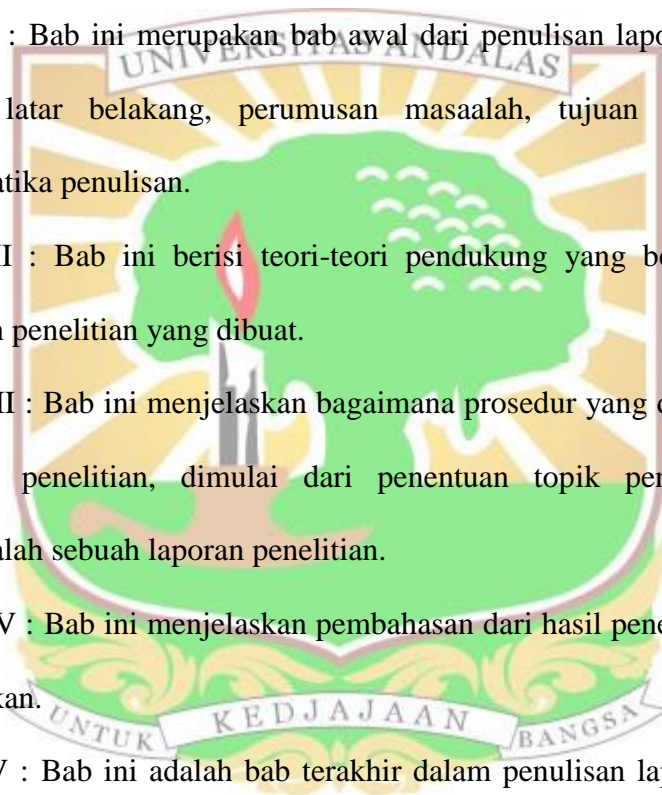 : Bab ini merupakan bab awal dari penulisan lapo
UNIVERSITAS ANDALAS
latar belakang, perumusan masaalah, tujuan
atika penulisan.
II : Bab ini berisi teori-teori pendukung yang be
penelitian yang dibuat.
II : Bab ini menjelaskan bagaimana prosedur yang
penelitian, dimulai dari penentuan topik pen
alah sebuah laporan penelitian.
V : Bab ini menjelaskan pembahasan dari hasil pene
kan.
UNTUK KEDJAJAAN BANGSA
V : Bab ini adalah bab terakhir dalam penulisan lap